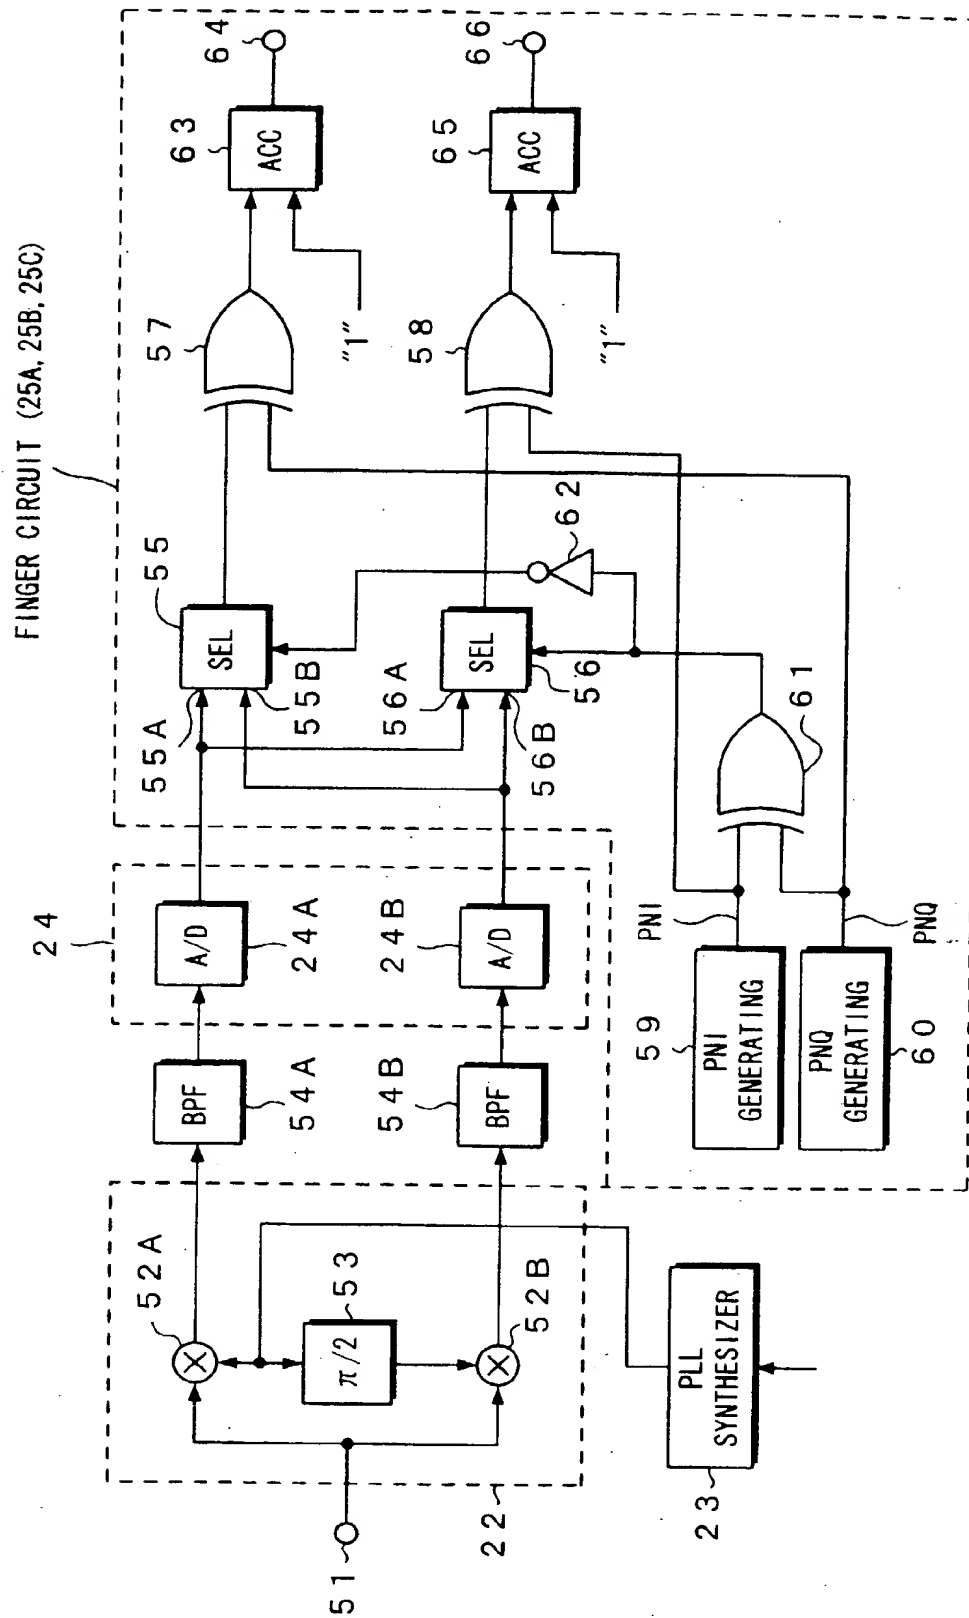 FINGER CIRCUIT (25A, 25B, 25C)
51
22
52A
53
π/2
52B
PLL
SYNTHESIZER
23
BPF
54A
BPF
54B
24
A/D
24A
A/D
24B
55A
55
SEL
55B
56A
SEL
56
56B
62
57
"1"
58
"1"
63
ACC
64
65
ACC
66
59
PNI
GENERATING
PNI
PNQ
GENERATING
60
PNQ
61